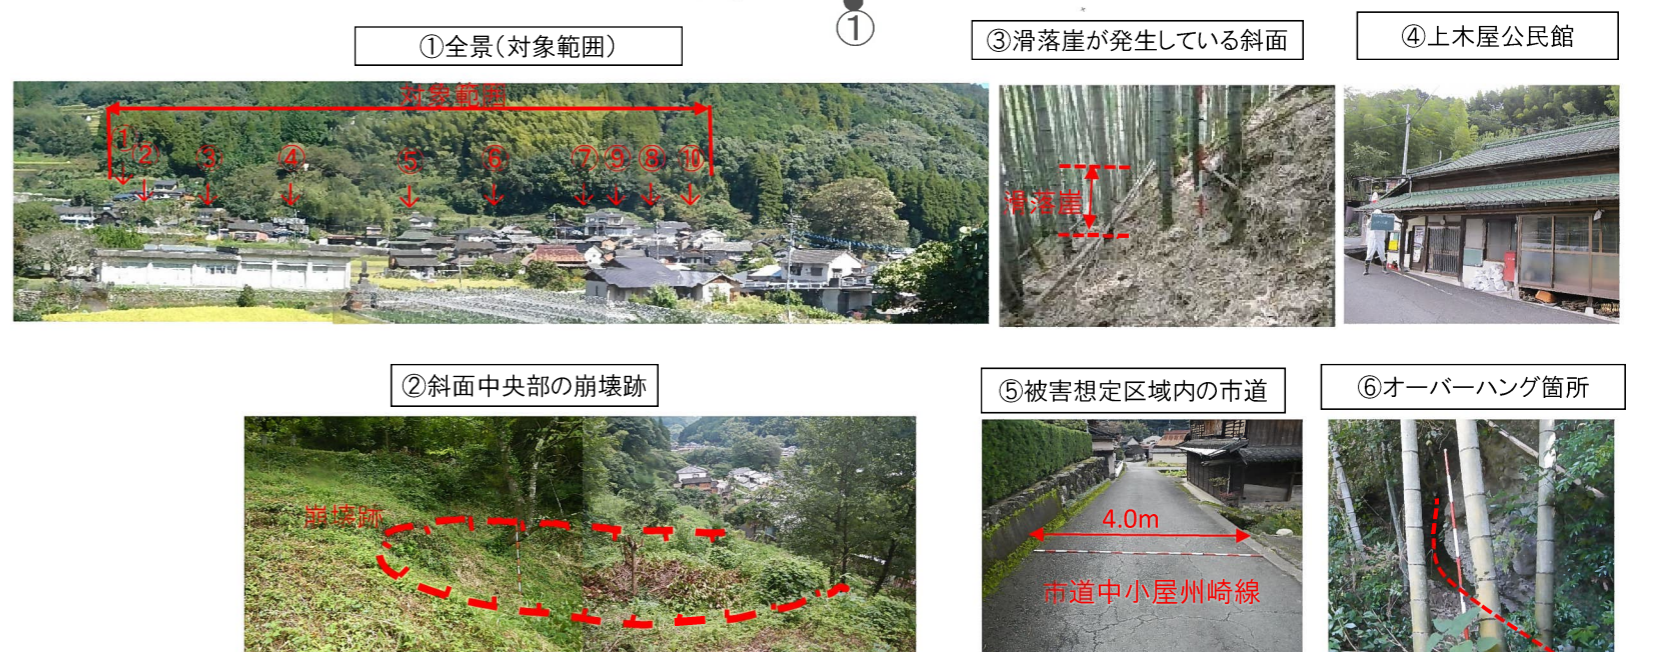 ①
①全景(対象範囲)
③滑落崖が発生している斜面
④上木屋公民館
対象範囲
① ② ③ ④ ⑤ ⑥ ⑦ ⑨ ⑧ ⑩
滑落崖
②斜面中央部の崩壊跡
⑤被害想定区域内の市道
⑥オーバーハング箇所
崩壊跡
4.0m
市道中小屋州崎線